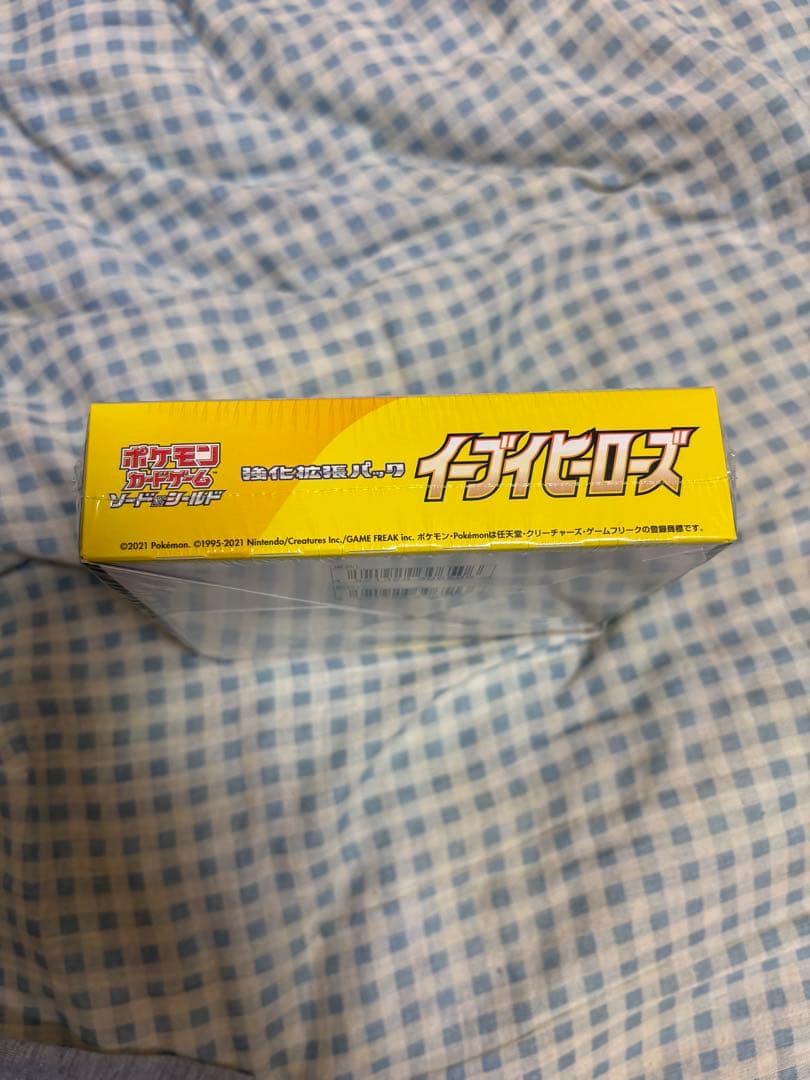 ポケモン
カードゲーム™
ソード&シールド
強化拡張パック
イーブイヒーローズ
©2021 Pokémon. ©1995-2021 Nintendo/Creatures Inc./GAME FREAK inc. ポケモン・Pokémonは任天堂・クリーチャーズ・ゲームフリークの登録商標です。